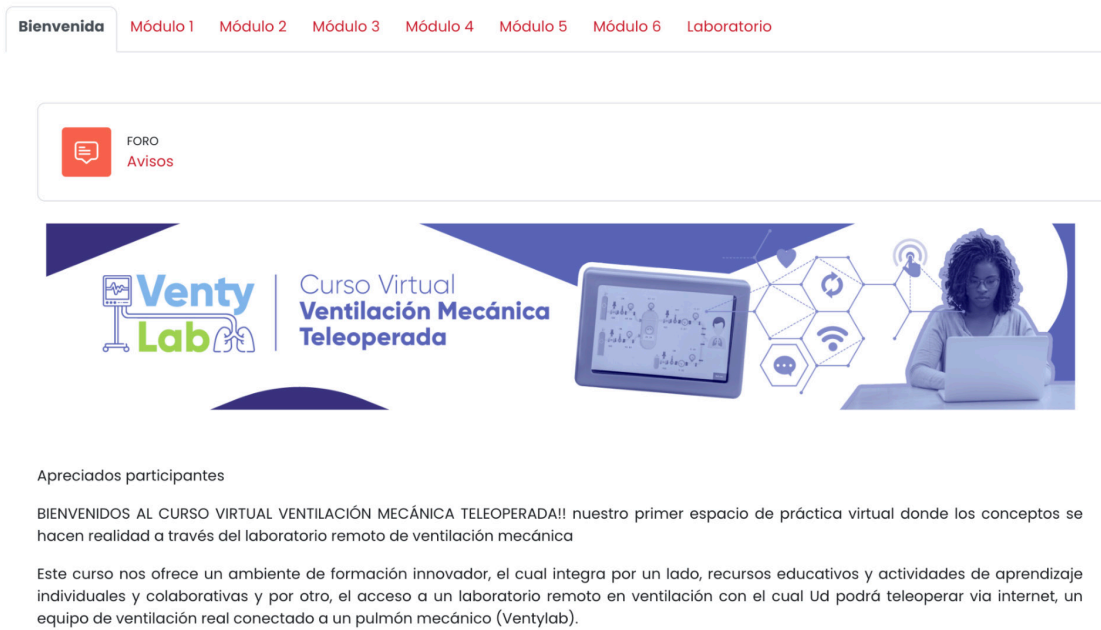 Bienvenida Módulo 1 Módulo 2 Módulo 3 Módulo 4 Módulo 5 Módulo 6 Laboratorio
FORO
Avisos
Venty
Lab
Curso Virtual
Ventilación Mecánica
Teleoperada
Apreciados participantes
BIENVENIDOS AL CURSO VIRTUAL VENTILACIÓN MECÁNICA TELEOPERADA!! nuestro primer espacio de práctica virtual donde los conceptos se
hacen realidad a través del laboratorio remoto de ventilación mecánica
Este curso nos ofrece un ambiente de formación innovador, el cual integra por un lado, recursos educativos y actividades de aprendizaje
individuales y colaborativas y por otro, el acceso a un laboratorio remoto en ventilación con el cual Ud podrá teleoperar via internet, un
equipo de ventilación real conectado a un pulmón mecánico (Ventylab).